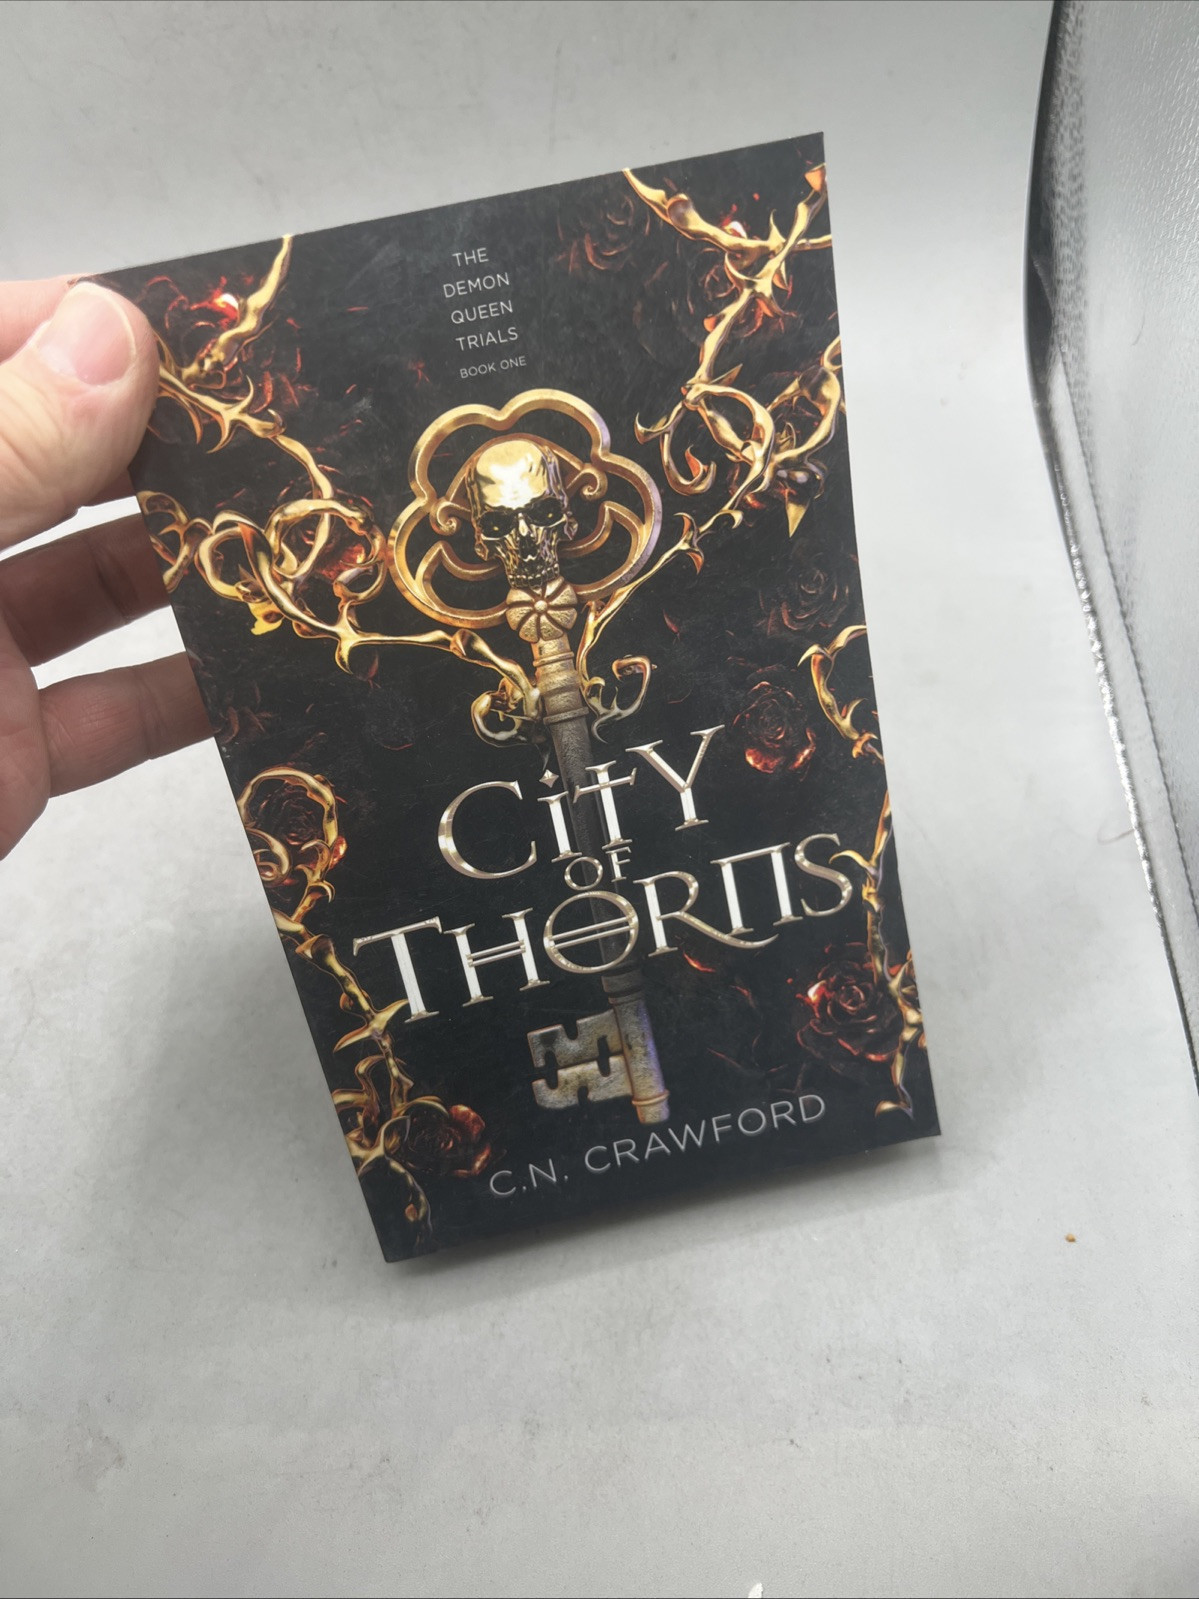 THE
DEMON
QUEEN
TRIALS
BOOK ONE
CiTY
OF
THORNS
C.N. CRAWFORD